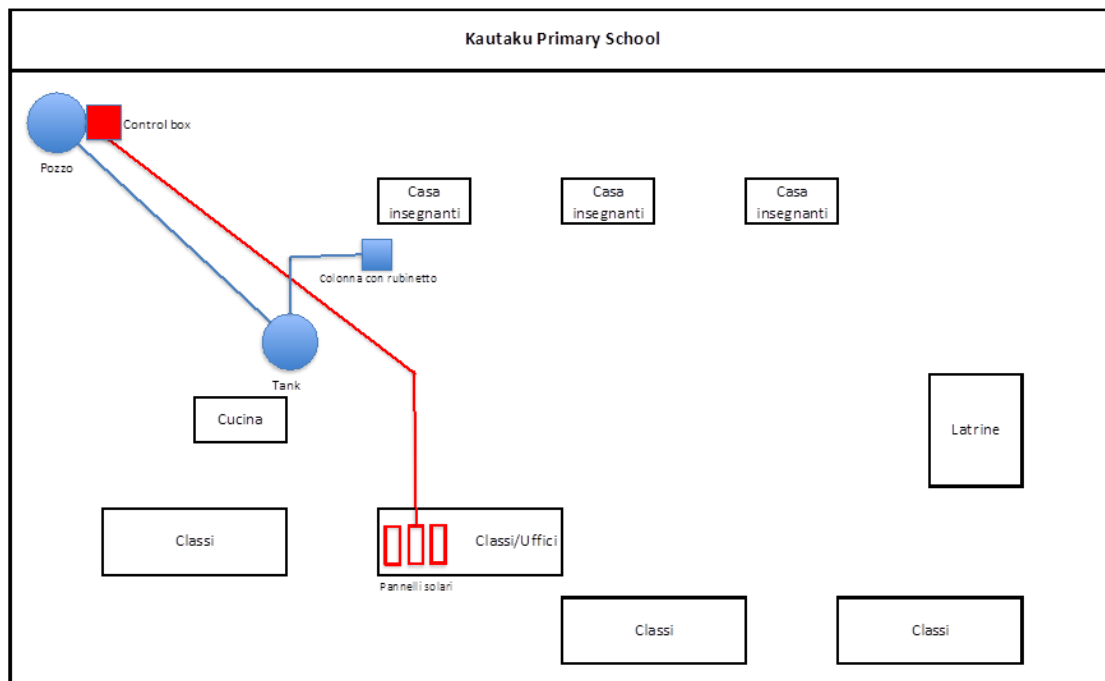 Kautaku Primary School
Control box
Pozzo
Casa
insegnanti
Casa
insegnanti
Casa
insegnanti
Colonna con rubinetto
Tank
Cucina
Latrine
Classi
Classi/Uffici
Pannelli solari
Classi
Classi